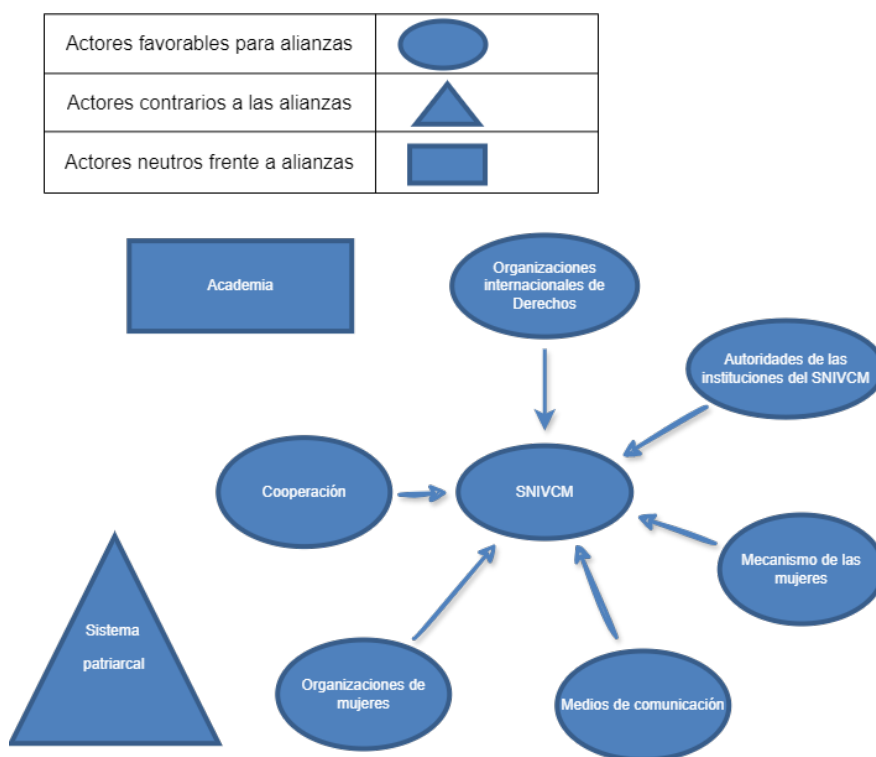 Actores favorables para alianzas
Actores contrarios a las alianzas
Actores neutros frente a alianzas
Academia
Organizaciones
internacionales de
Derechos
Autoridades de las
instituciones del SNIVCM
Cooperación
SNIVCM
Mecanismo de las
mujeres
Sistema
patriarcal
Organizaciones de
mujeres
Medios de comunicación